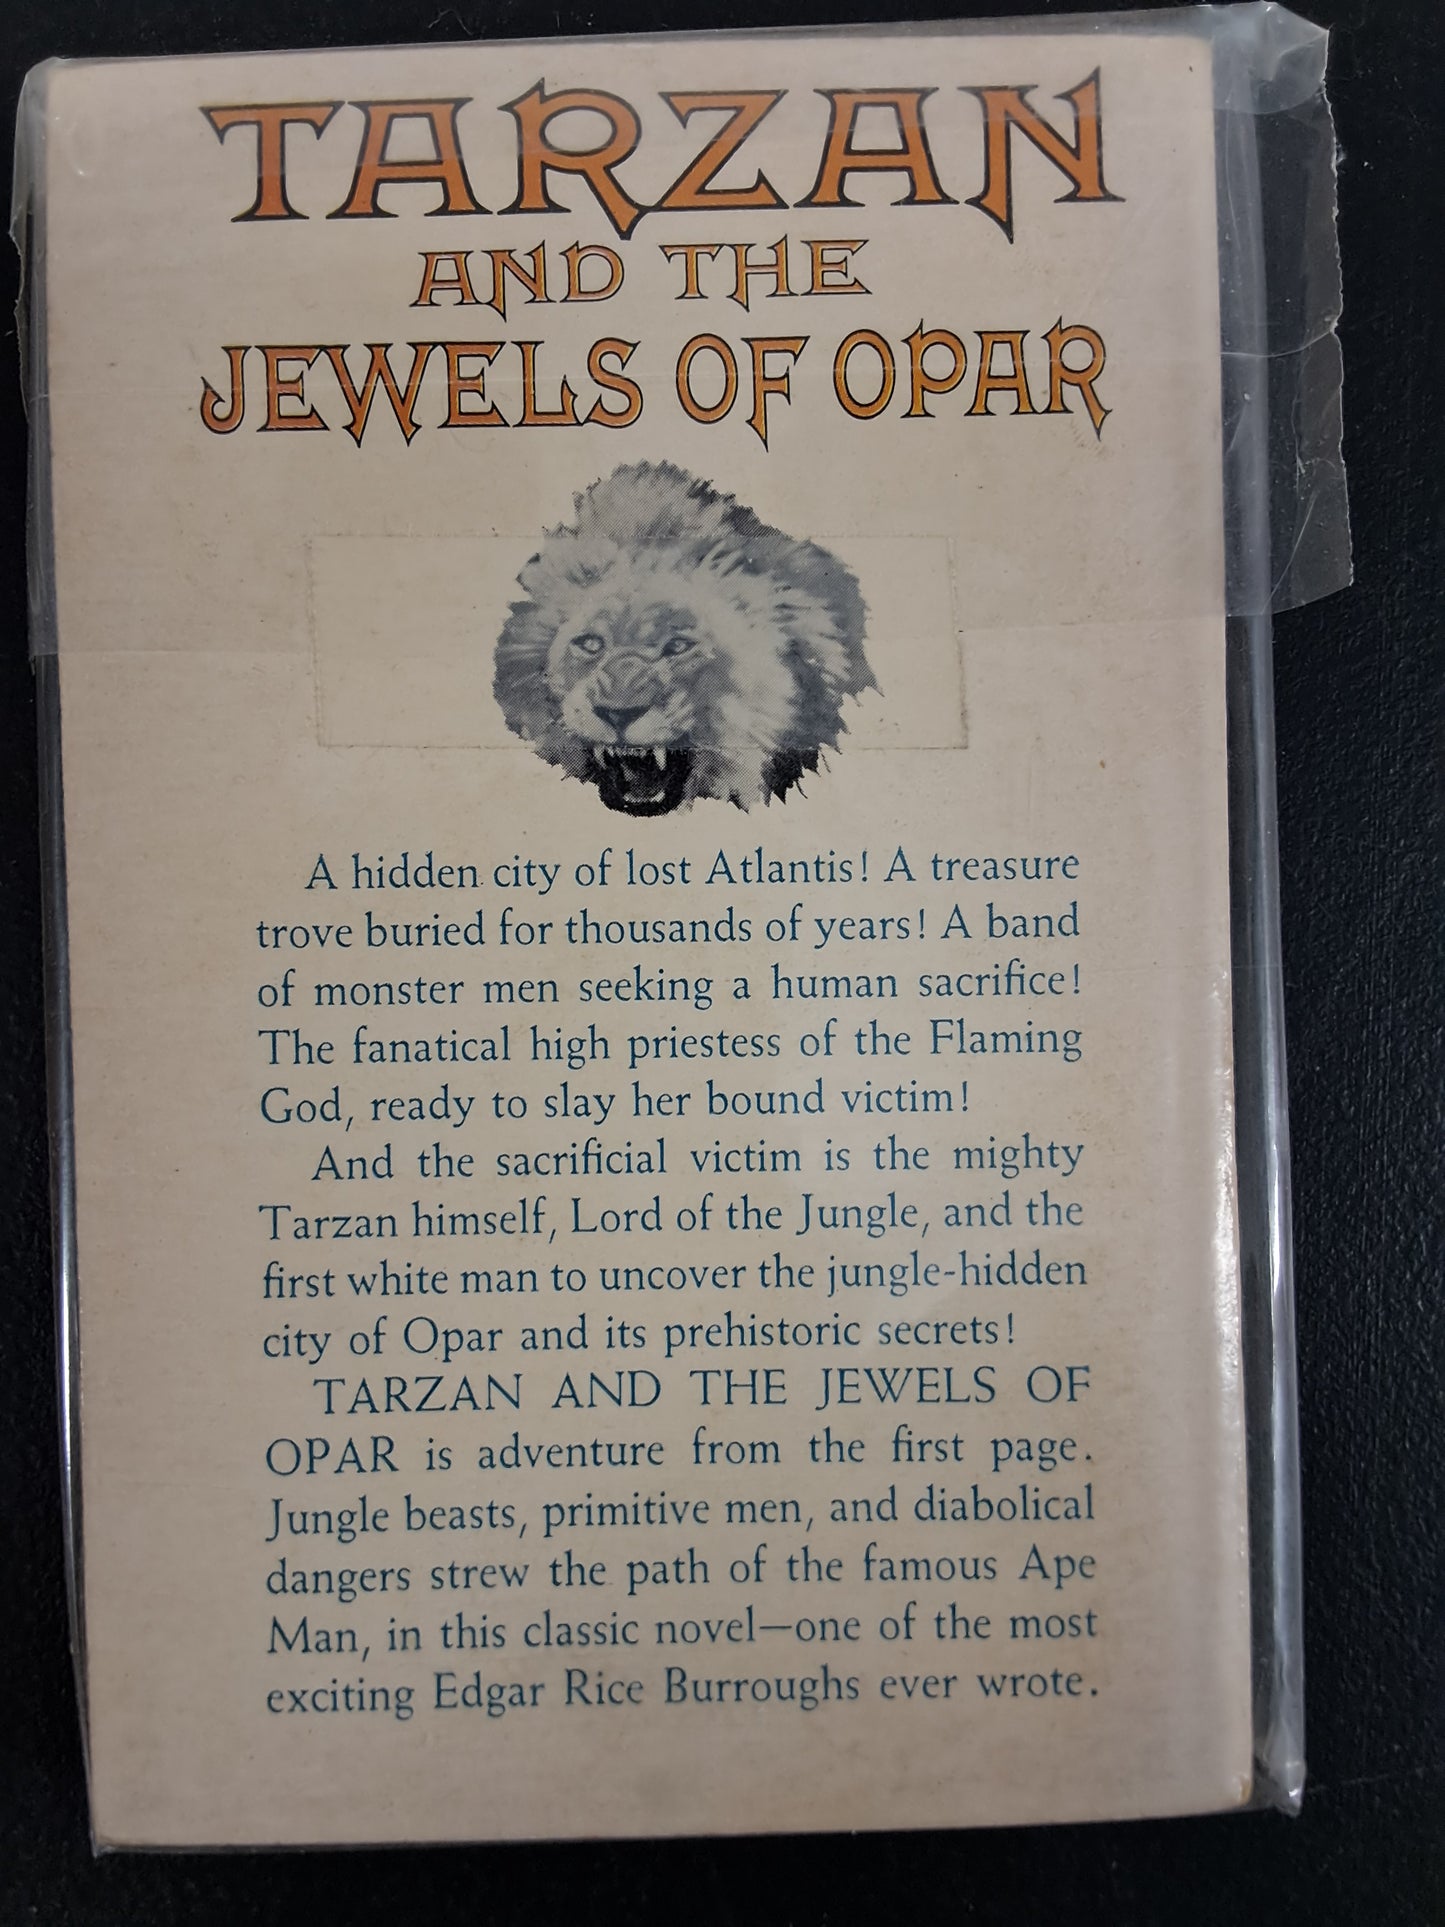 TARZAN
AND THE
JEWELS OF OPAR
A hidden city of lost Atlantis! A treasure
trove buried for thousands of years! A band
of monster men seeking a human sacrifice!
The fanatical high priestess of the Flaming
God, ready to slay her bound victim!
And the sacrificial victim is the mighty
Tarzan himself, Lord of the Jungle, and the
first white man to uncover the jungle-hidden
city of Opar and its prehistoric secrets!
TARZAN AND THE JEWELS OF
OPAR is adventure from the first page.
Jungle beasts, primitive men, and diabolical
dangers strew the path of the famous Ape
Man, in this classic novel—one of the most
exciting Edgar Rice Burroughs ever wrote.